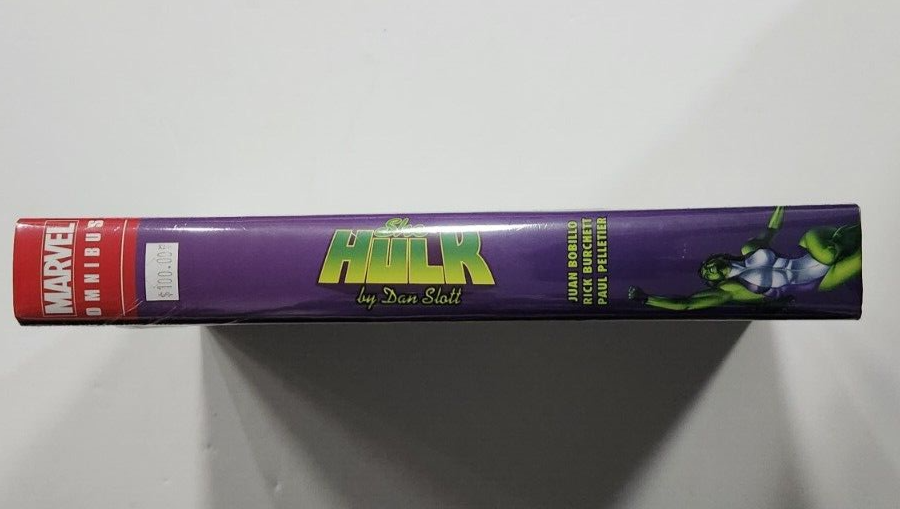 MARVEL
OMNIBUS
$100.00
She
HULK
by Dan Slott
JUAN BOBILLO
RICK BURCHETT
PAUL PELLETIER